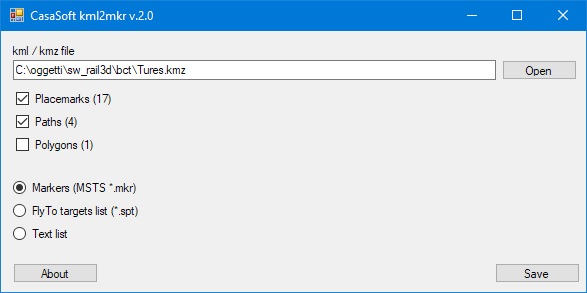 CasaSoft kml2mkr v.2.0
kml / kmz file
C:\oggetti\sw_rail3d\bct\Tures.kmz
Open
Placemarks (17)
Paths (4)
Polygons (1)
Markers (MSTS *.mkr)
FlyTo targets list (*.spt)
Text list
About
Save